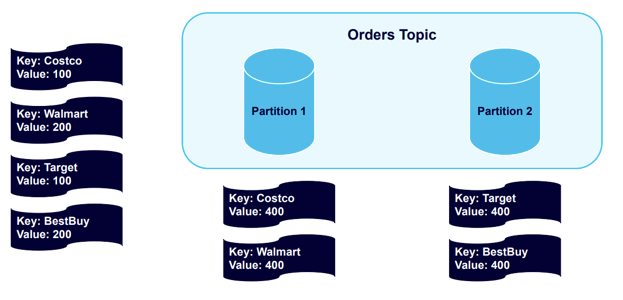 Orders Topic
Key: Costco
Value: 100
Key: Walmart
Value: 200
Key: Target
Value: 100
Key: BestBuy
Value: 200
Partition 1
Partition 2
Key: Costco
Value: 400
Key: Walmart
Value: 400
Key: Target
Value: 400
Key: BestBuy
Value: 400